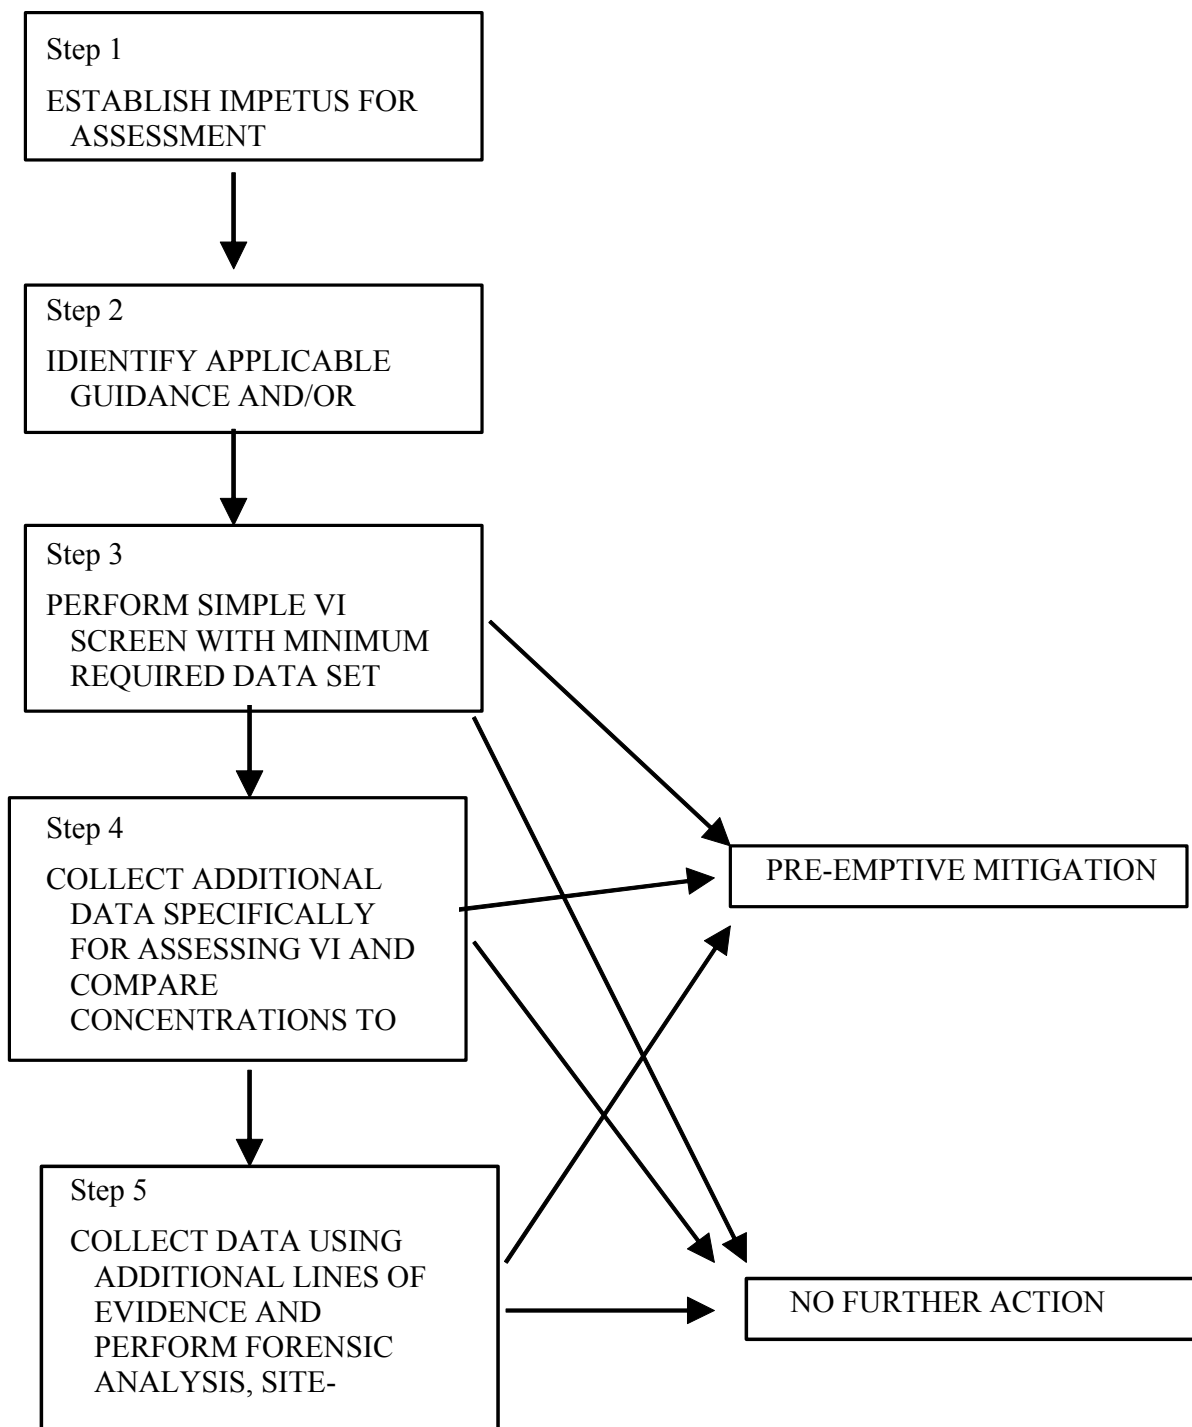 Step 1
ESTABLISH IMPETUS FOR
ASSESSMENT
Step 2
IDIENTIFY APPLICABLE
GUIDANCE AND/OR
Step 3
PERFORM SIMPLE VI
SCREEN WITH MINIMUM
REQUIRED DATA SET
Step 4
COLLECT ADDITIONAL
DATA SPECIFICALLY
FOR ASSESSING VI AND
COMPARE
CONCENTRATIONS TO
PRE-EMPTIVE MITIGATION
Step 5
COLLECT DATA USING
ADDITIONAL LINES OF
EVIDENCE AND
PERFORM FORENSIC
ANALYSIS, SITE-
NO FURTHER ACTION